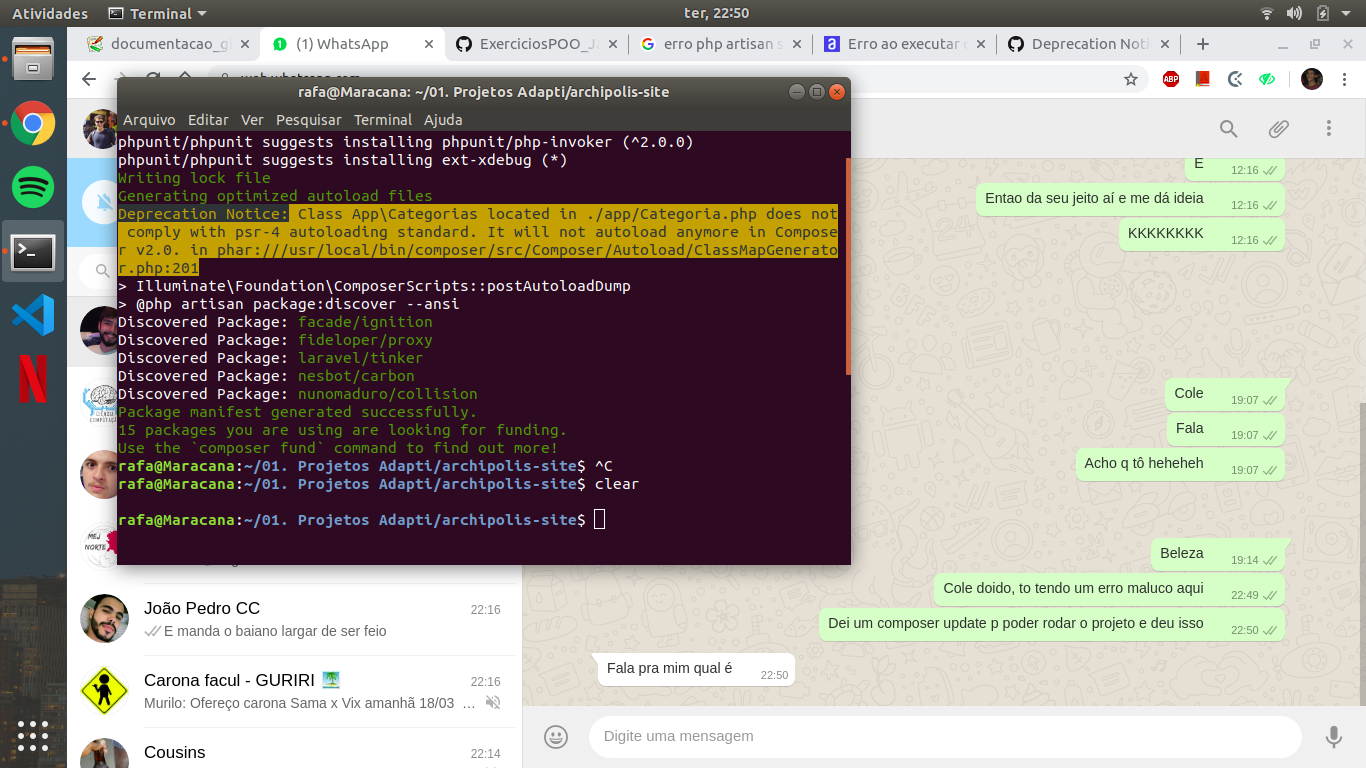 Atividades
Terminal
ter, 22:50
documentacao_gi
(1) WhatsApp
ExerciciosPOO_Ja
erro php artisan s
Erro ao executar
Deprecation Noti
ABP
rafa@Maracana: ~/01. Projetos Adapti/archipolis-site
Arquivo Editar Ver Pesquisar Terminal Ajuda
phpunit/phpunit suggests installing phpunit/php-invoker (^2.0.0)
phpunit/phpunit suggests installing ext-xdebug (*)
Writing lock file
Generating optimized autoload files
Deprecation Notice: Class App\Categorias located in ./app/Categoria.php does not
comply with psr-4 autoloading standard. It will not autoload anymore in Compose
r v2.0. in phar:///usr/local/bin/composer/src/Composer/Autoload/ClassMapGenerato
r.php:201
> Illuminate\Foundation\ComposerScripts::postAutoloadDump
> @php artisan package:discover --ansi
Discovered Package: facade/ignition
Discovered Package: fideloper/proxy
Discovered Package: laravel/tinker
Discovered Package: nesbot/carbon
Discovered Package: nunomaduro/collision
Package manifest generated successfully.
15 packages you are using are looking for funding.
Use the `composer fund` command to find out more!
rafa@Maracana:~/01. Projetos Adapti/archipolis-site$ ^C
rafa@Maracana:~/01. Projetos Adapti/archipolis-site$ clear
rafa@Maracana:~/01. Projetos Adapti/archipolis-site$
MEJ
NORTE
João Pedro CC 22:16
E manda o baiano largar de ser feio
Carona facul - GURIRI 22:16
Murilo: Ofereço carona Sama x Vix amanhã 18/03 ...
Cousins 22:14
E 12:16
Entao da seu jeito aí e me dá ideia 12:16
KKKKKKKK 12:16
Cole 19:07
Fala 19:07
Acho q tô heheheh 19:07
Beleza 19:14
Cole doido, to tendo um erro maluco aqui 22:49
Dei um composer update p poder rodar o projeto e deu isso 22:50
Fala pra mim qual é 22:50
Digite uma mensagem